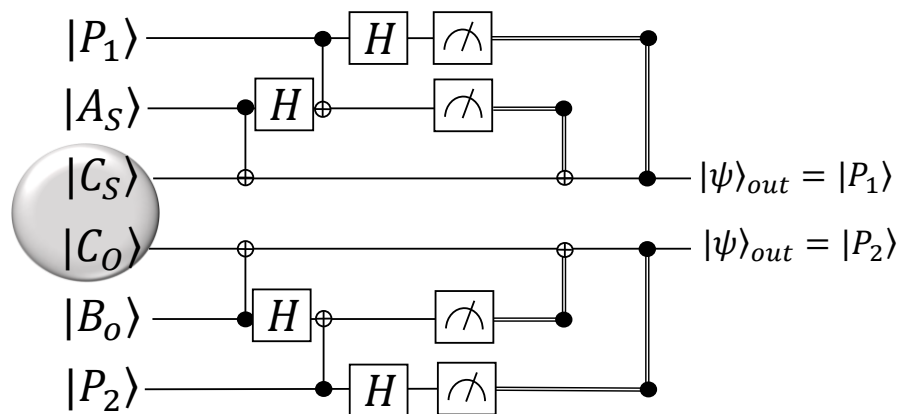 |P₁⟩ H
|A_S⟩ H
|C_S⟩ |ψ⟩_out = |P₁⟩
|C_O⟩ |ψ⟩_out = |P₂⟩
|B_o⟩ H
|P₂⟩ H